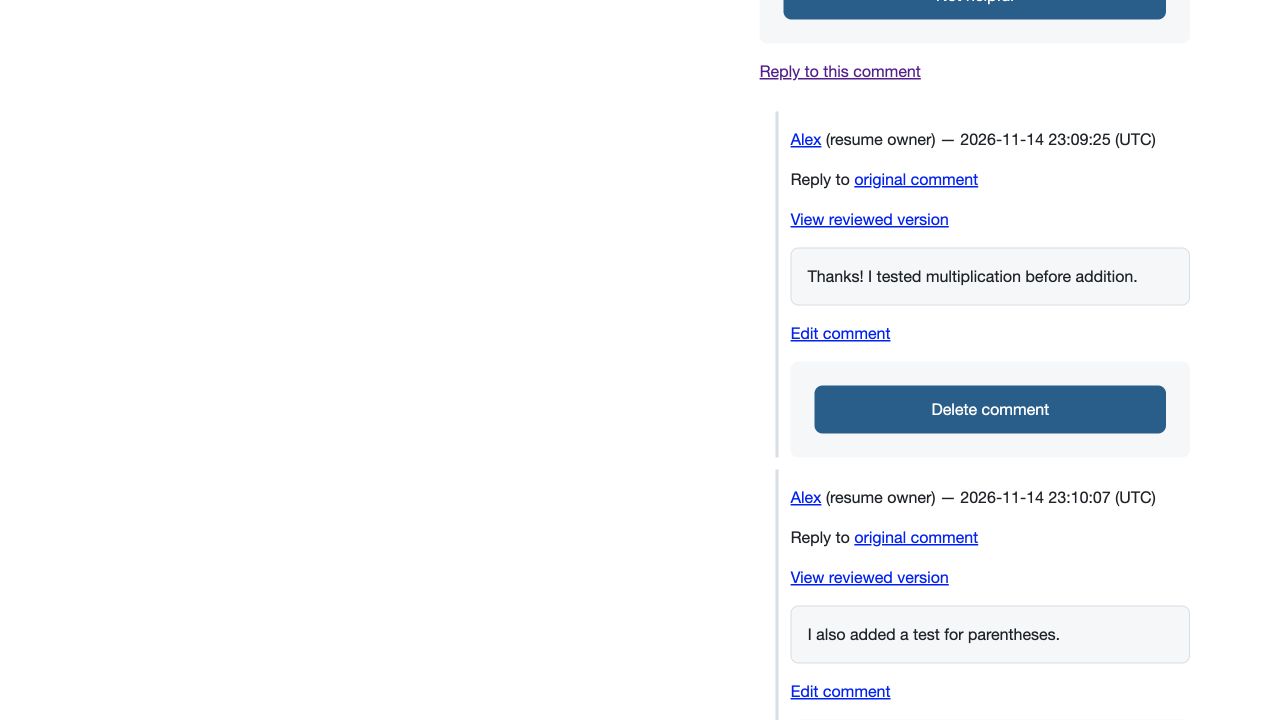 Reply to this comment
Alex (resume owner) — 2026-11-14 23:09:25 (UTC)
Reply to original comment
View reviewed version
Thanks! I tested multiplication before addition.
Edit comment
Delete comment
Alex (resume owner) — 2026-11-14 23:10:07 (UTC)
Reply to original comment
View reviewed version
I also added a test for parentheses.
Edit comment